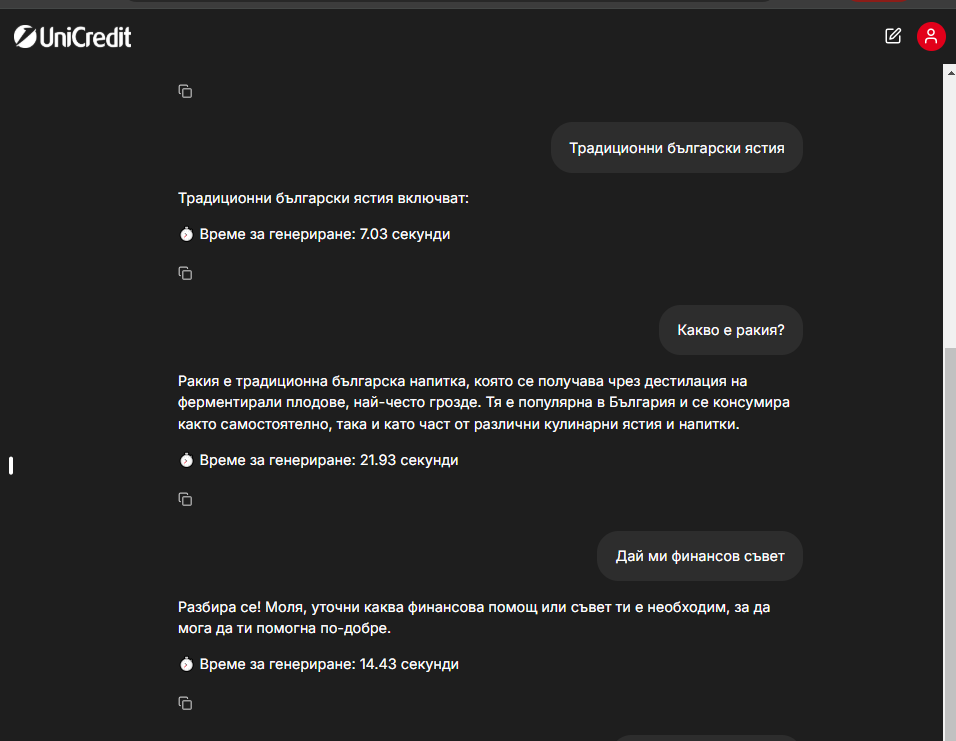 UniCredit
Традиционни български ястия
Традиционни български ястия включват:
Време за генериране: 7.03 секунди
Какво е ракия?
Ракия е традиционна българска напитка, която се получава чрез дестилация на
ферментирали плодове, най-често грозде. Тя е популярна в България и се консумира
както самостоятелно, така и като част от различни кулинарни ястия и напитки.
Време за генериране: 21.93 секунди
Дай ми финансов съвет
Разбира се! Моля, уточни каква финансова помощ или съвет ти е необходим, за да
мога да ти помогна по-добре.
Време за генериране: 14.43 секунди